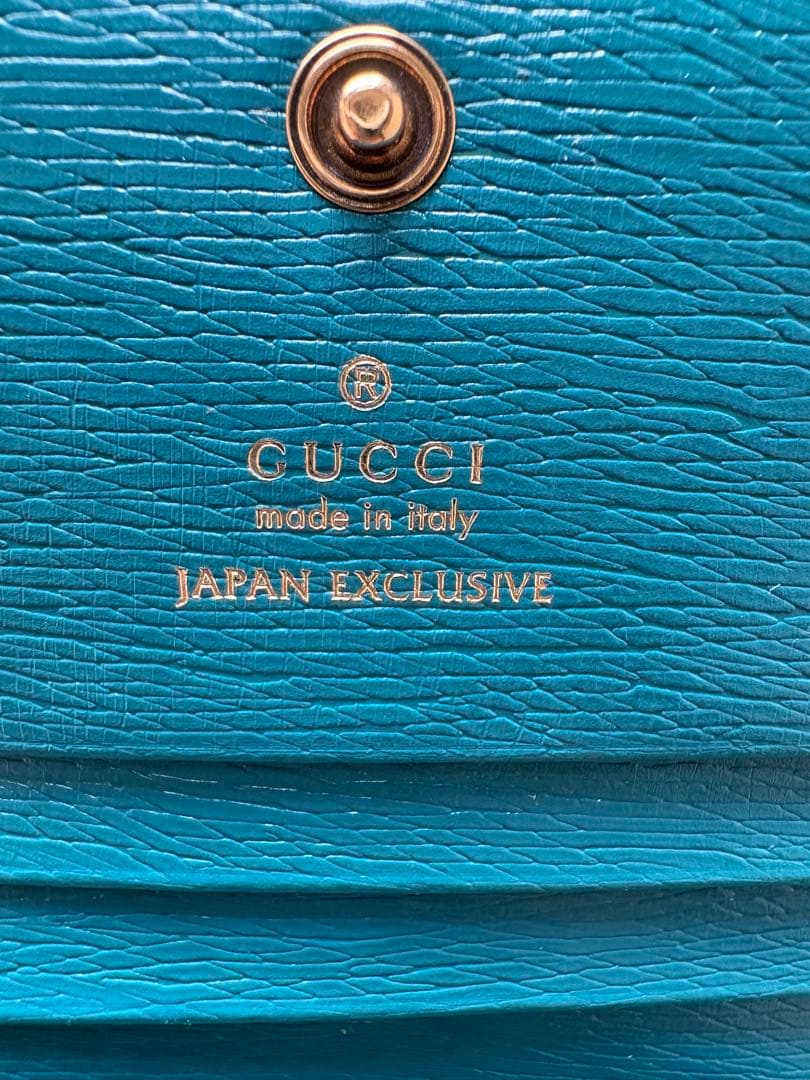 ®
GUCCI
made in italy
JAPAN EXCLUSIVE